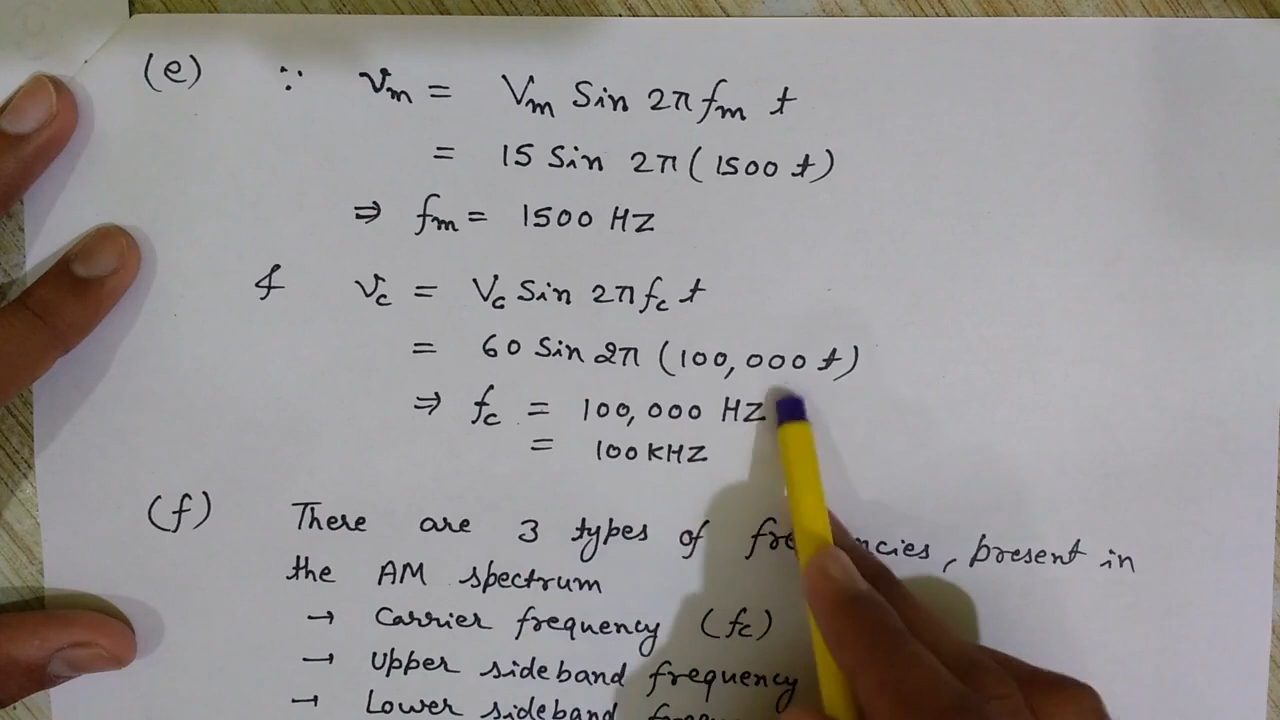 (e) ∵ vm = Vm Sin 2π fm t
= 15 Sin 2π (1500 t)
⇒ fm = 1500 HZ
& vc = Vc Sin 2π fc t
= 60 Sin 2π (100,000 t)
⇒ fc = 100,000 HZ
= 100 KHZ
(f) There are 3 types of , present in
the AM spectrum
→ Carrier frequency (fc)
→ Upper sideband frequency
→ Lower sideband